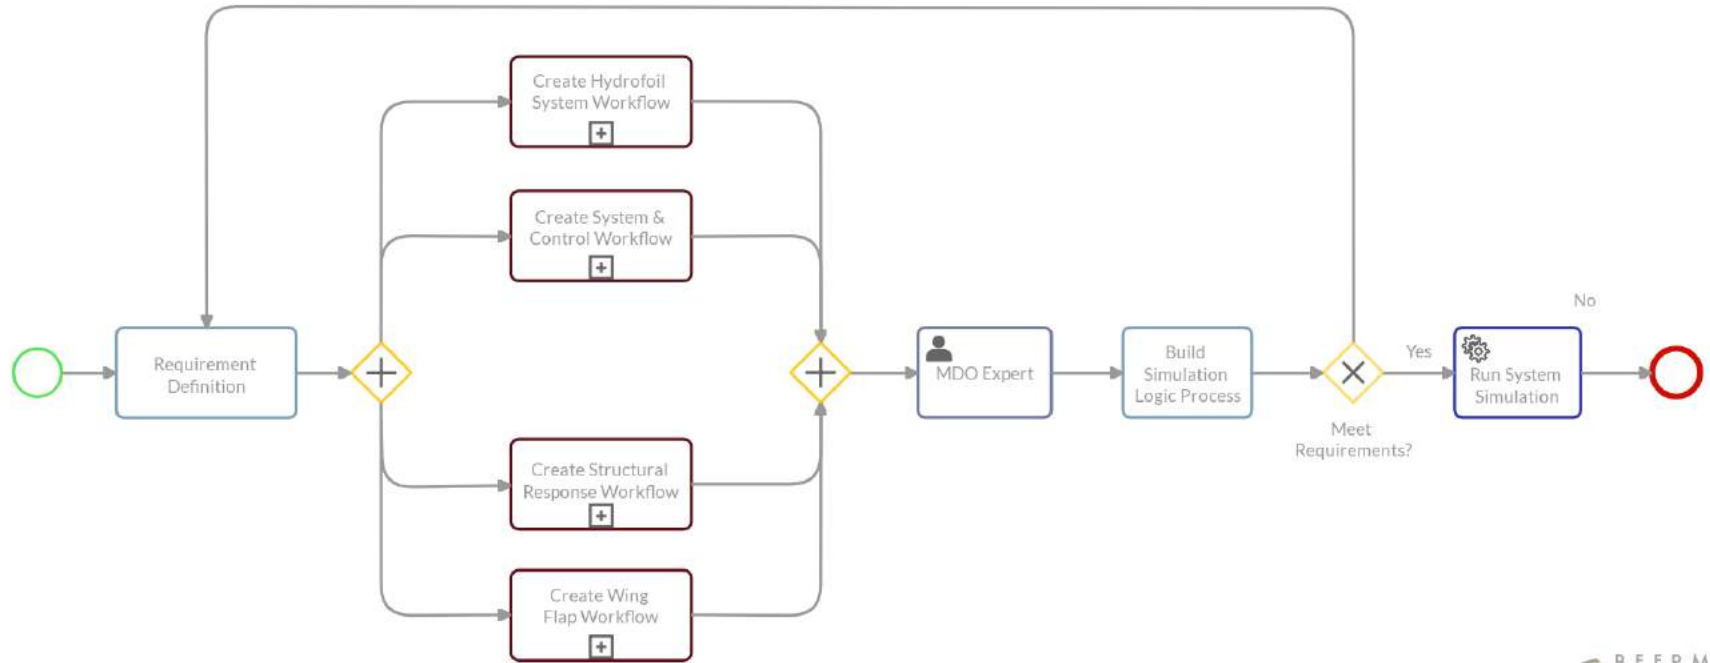 Create Hydrofoil
System Workflow
Create System &
Control Workflow
Requirement
Definition
MDO Expert
Build
Simulation
Logic Process
Yes
No
Run System
Simulation
Meet
Requirements?
Create Structural
Response Workflow
Create Wing
Flap Workflow